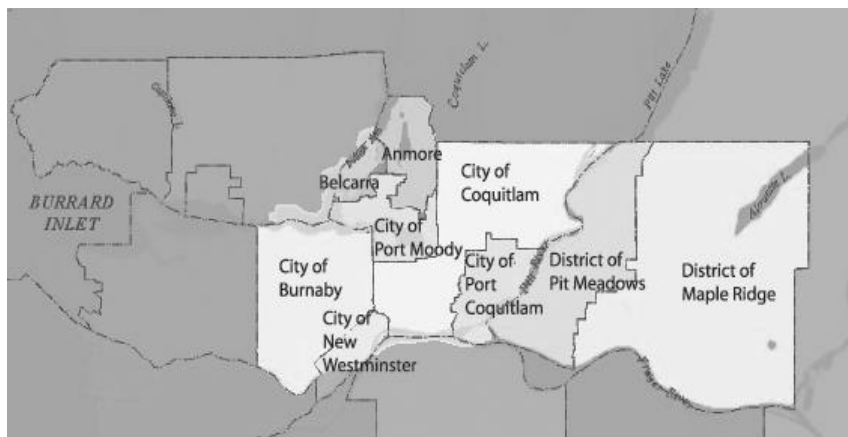 Coquitlam L.
Pitt Lake
Anmore
Belcarra
City of
Coquitlam
BURRARD
INLET
City of
Port Moody
City of
Burnaby
City of
Port
Coquitlam
District of
Pit Meadows
District of
Maple Ridge
City of
New
Westminster